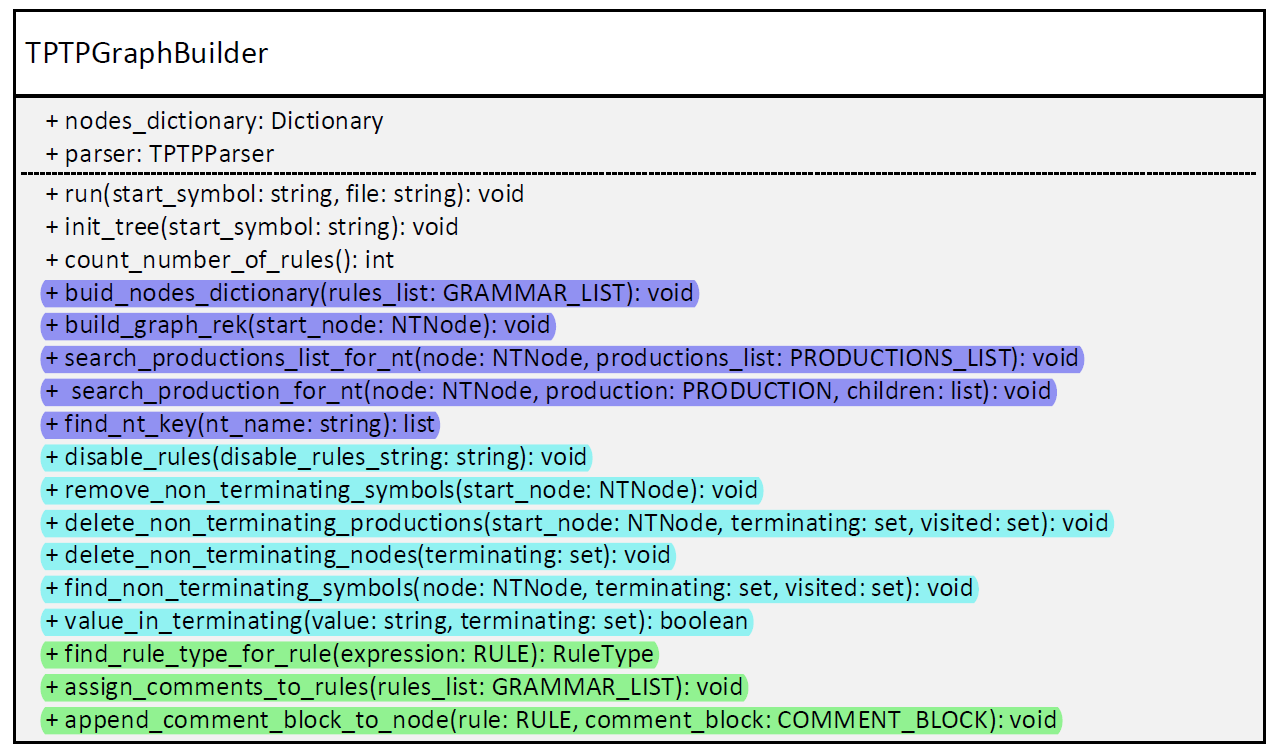 TPTPGraphBuilder
+ nodes_dictionary: Dictionary
+ parser: TPTPParser
+ run(start_symbol: string, file: string): void
+ init_tree(start_symbol: string): void
+ count_number_of_rules(): int
+ buid_nodes_dictionary(rules_list: GRAMMAR_LIST): void
+ build_graph_rek(start_node: NTNode): void
+ search_productions_list_for_nt(node: NTNode, productions_list: PRODUCTIONS_LIST): void
+ search_production_for_nt(node: NTNode, production: PRODUCTION, children: list): void
+ find_nt_key(nt_name: string): list
+ disable_rules(disable_rules_string: string): void
+ remove_non_terminating_symbols(start_node: NTNode): void
+ delete_non_terminating_productions(start_node: NTNode, terminating: set, visited: set): void
+ delete_non_terminating_nodes(terminating: set): void
+ find_non_terminating_symbols(node: NTNode, terminating: set, visited: set): void
+ value_in_terminating(value: string, terminating: set): boolean
+ find_rule_type_for_rule(expression: RULE): RuleType
+ assign_comments_to_rules(rules_list: GRAMMAR_LIST): void
+ append_comment_block_to_node(rule: RULE, comment_block: COMMENT_BLOCK): void